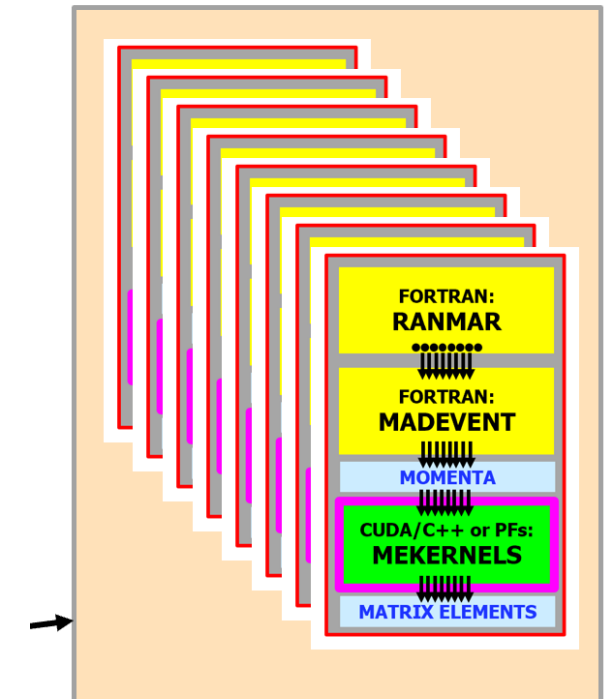 FORTRAN:
RANMAR
FORTRAN:
MADEVENT
MOMENTA
CUDA/C++ or PFs:
MEKERNELS
MATRIX ELEMENTS